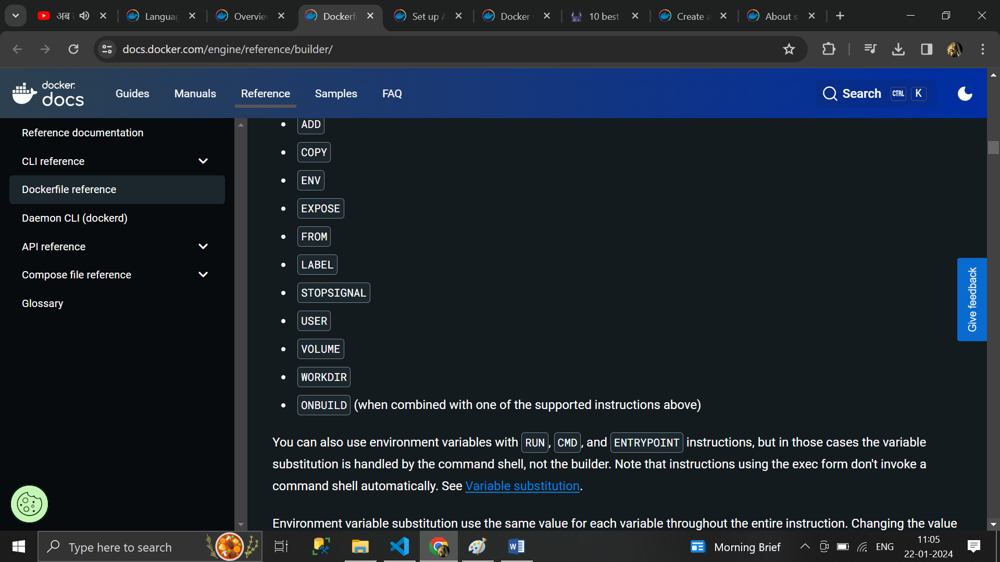 अब
Languag
Overview
Dockerfi
Set up A
Docker
10 best
Create a
About s
docs.docker.com/engine/reference/builder/
docker
docs
Guides
Manuals
Reference
Samples
FAQ
Search
CTRL
K
Reference documentation
CLI reference
Dockerfile reference
Daemon CLI (dockerd)
API reference
Compose file reference
Glossary
ADD
COPY
ENV
EXPOSE
FROM
LABEL
STOPSIGNAL
USER
VOLUME
WORKDIR
ONBUILD (when combined with one of the supported instructions above)
You can also use environment variables with RUN, CMD, and ENTRYPOINT instructions, but in those cases the variable
substitution is handled by the command shell, not the builder. Note that instructions using the exec form don't invoke a
command shell automatically. See Variable substitution.
Environment variable substitution use the same value for each variable throughout the entire instruction. Changing the value
Give feedback
Type here to search
Morning Brief
ENG
11:05
22-01-2024